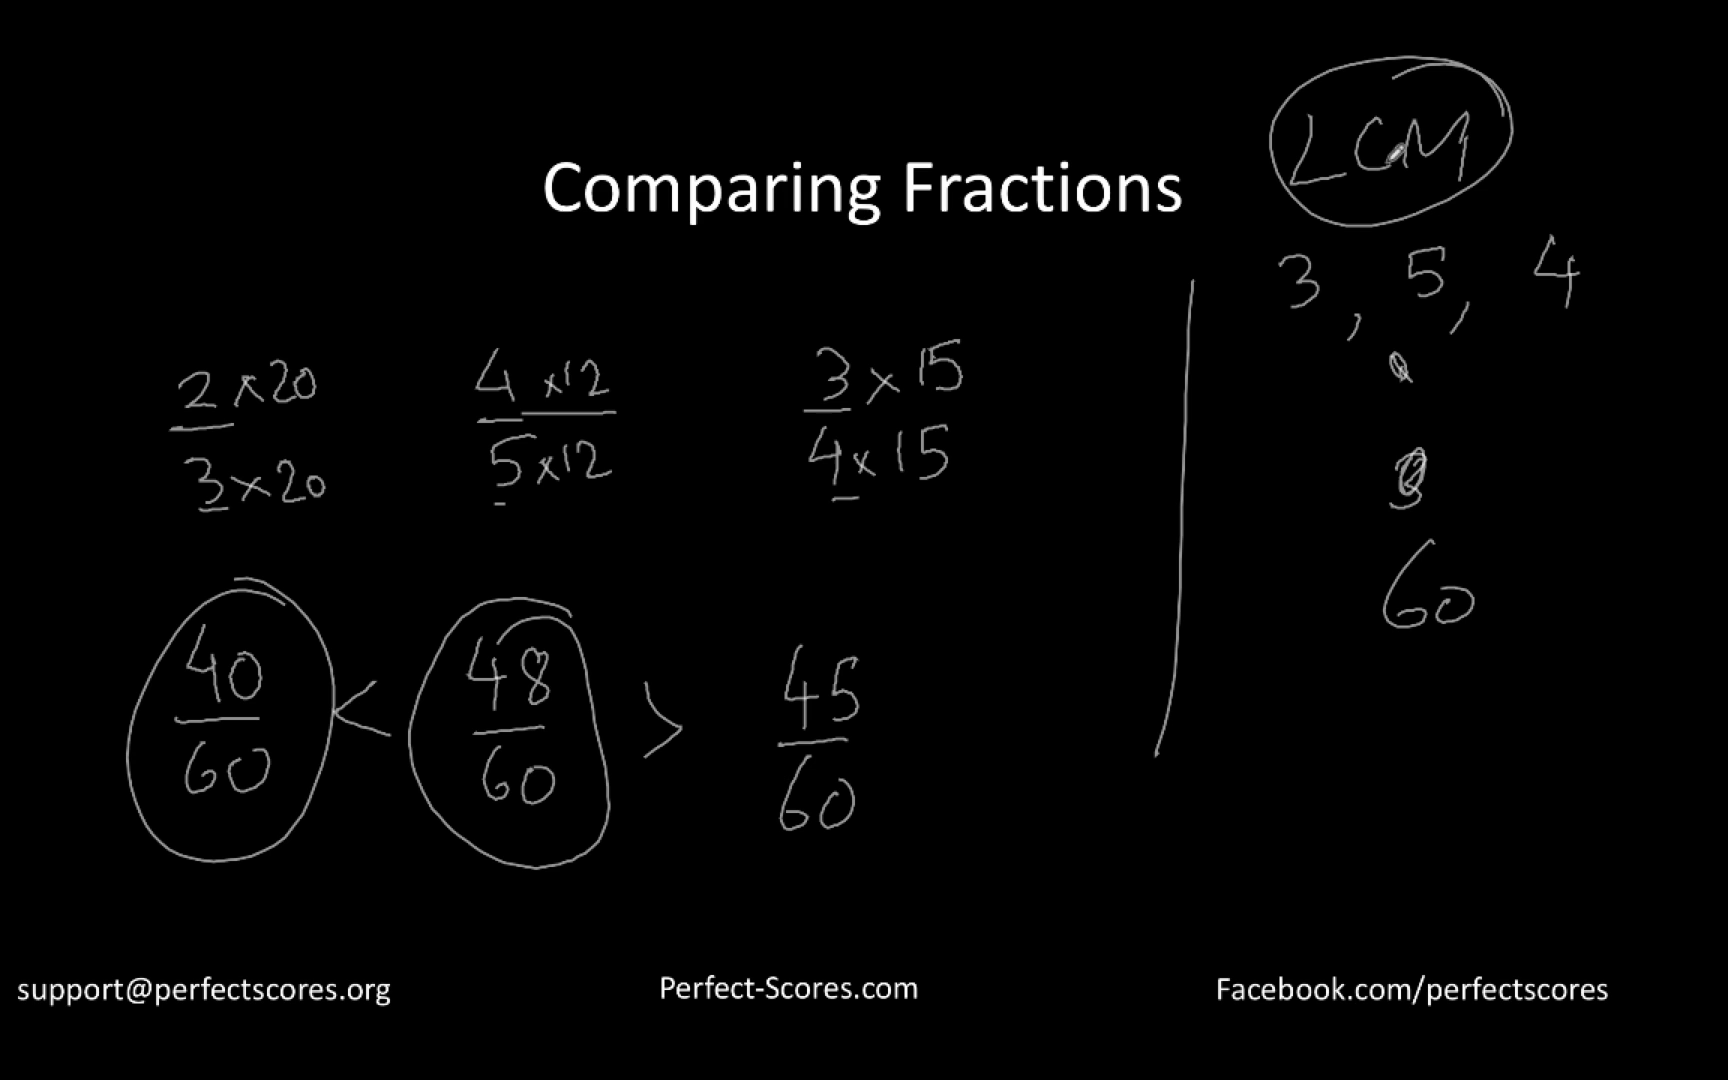 LCM
Comparing Fractions
3, 5, 4
2 x 20 4 x 12 3 x 15
3 x 20 5 x 12 4 x 15
60
40 < 48 > 45
60 60 60
support@perfectscores.org Perfect-Scores.com Facebook.com/perfectscores